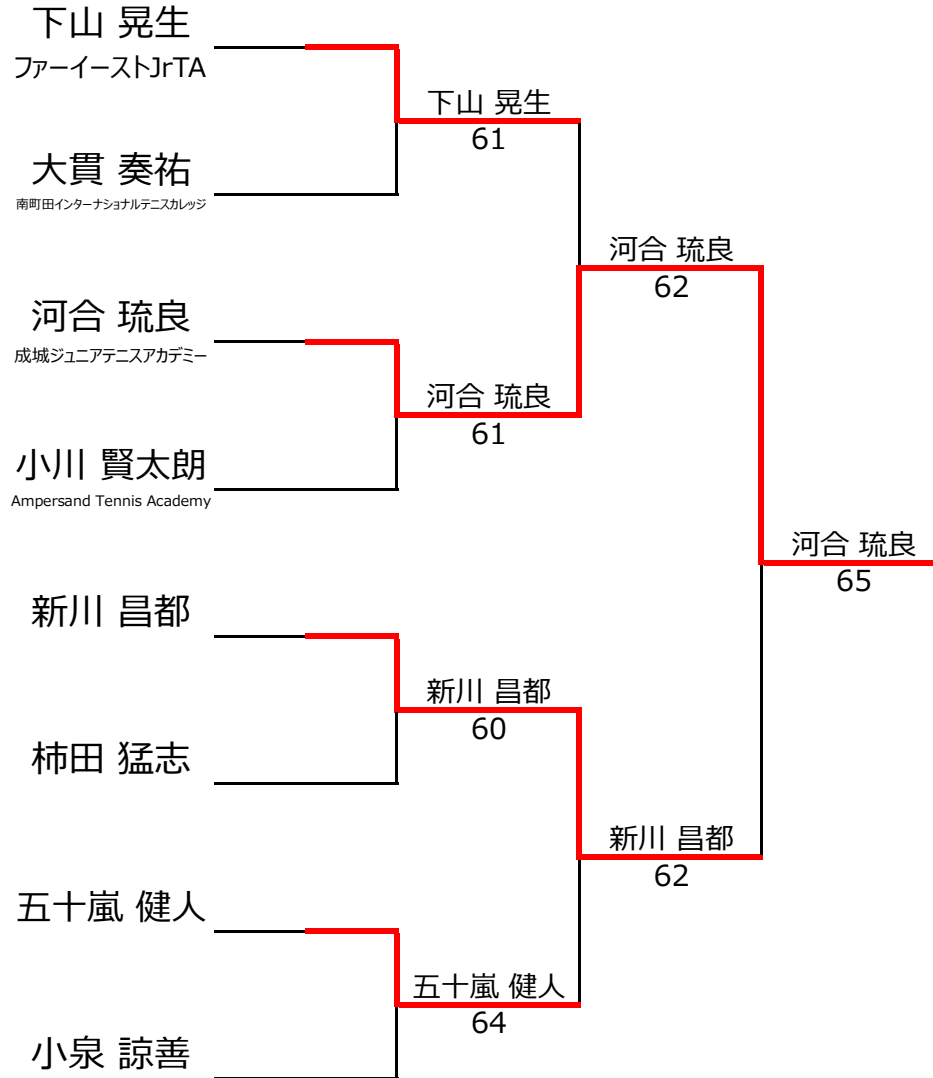 下山 晃生
ファーイーストJrTA
下山 晃生
61
大貫 奏祐
南町田インターナショナルテニスカレッジ
河合 琉良
62
河合 琉良
成城ジュニアテニスアカデミー
河合 琉良
61
小川 賢太朗
Ampersand Tennis Academy
河合 琉良
65
新川 昌都
新川 昌都
60
柿田 猛志
新川 昌都
62
五十嵐 健人
五十嵐 健人
64
小泉 諒善